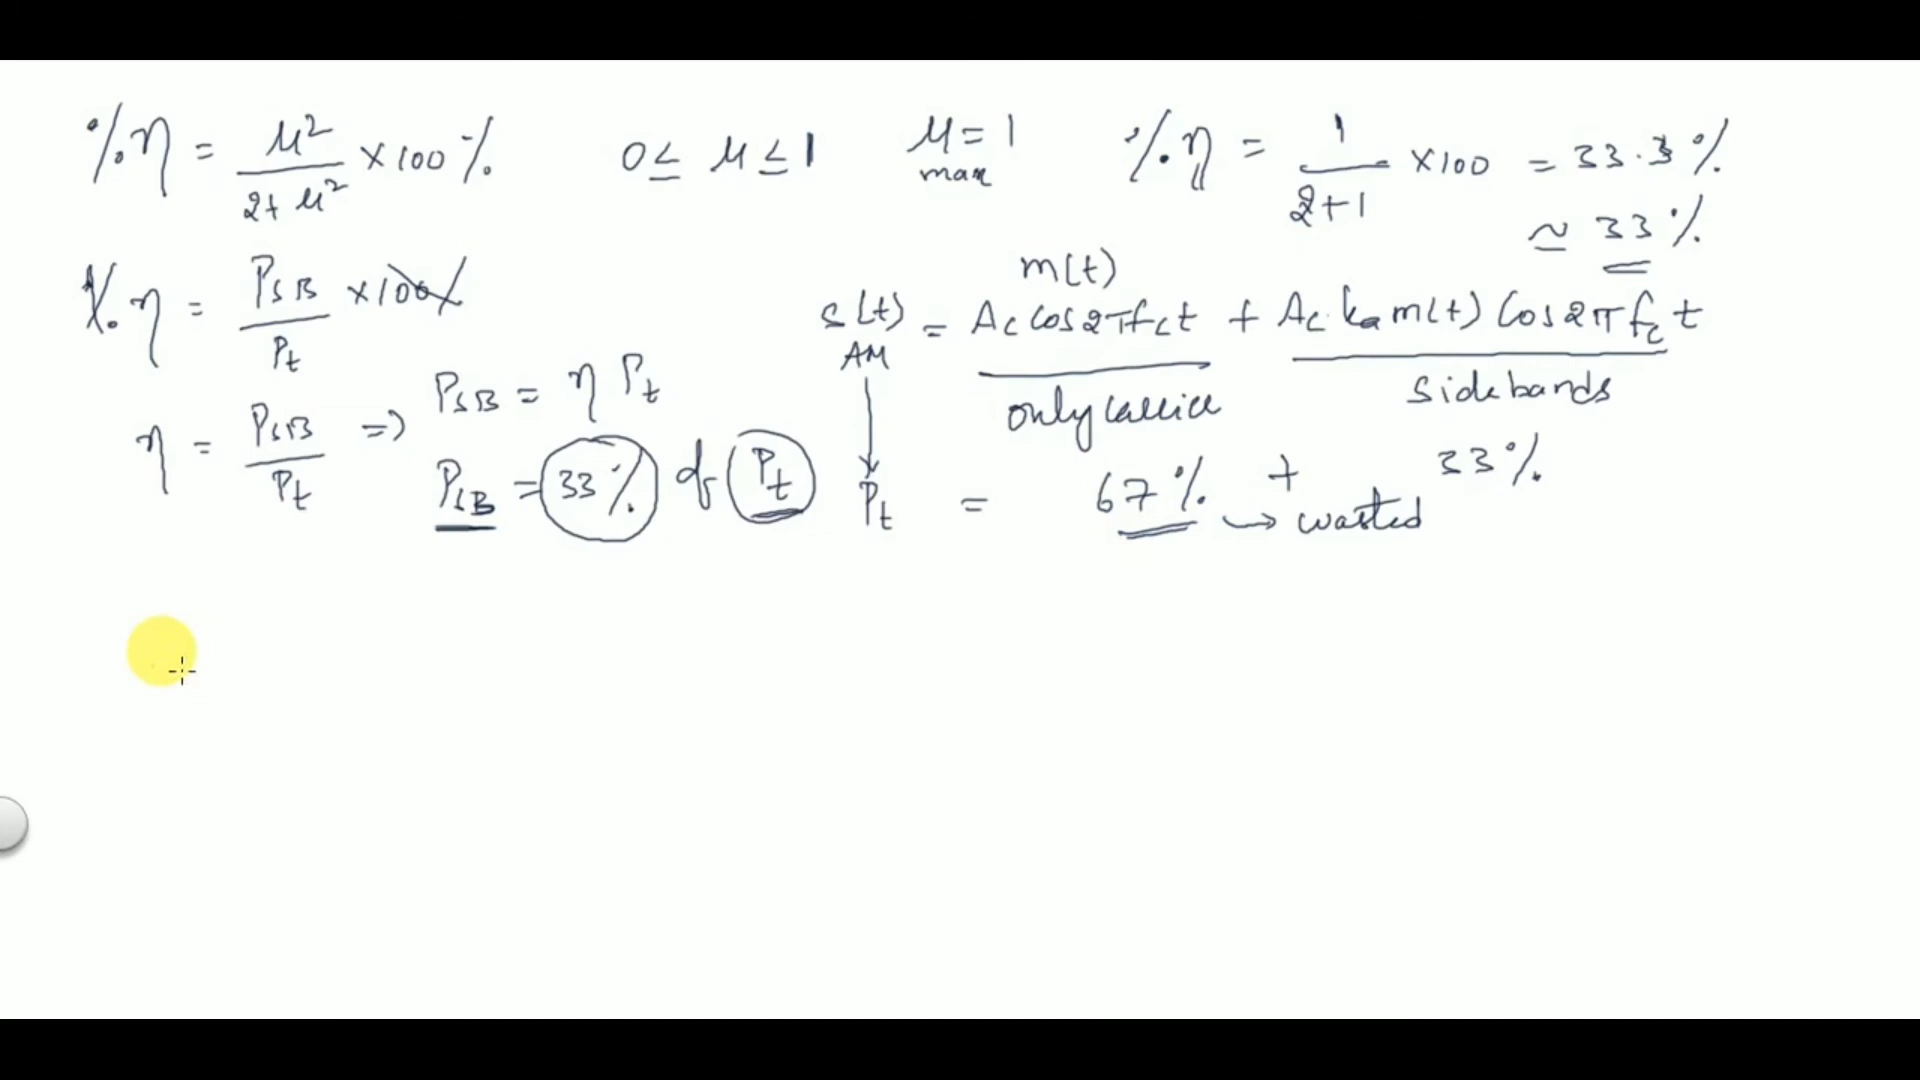 %η = μ²/(2+μ²) ×100%   0 ≤ μ ≤ 1   μ = 1 max   %η = 1/(2+1) ×100 = 33.3%
≃ 33%
%η = PSB/Pt ×100%
m(t)
s(t) AM = Ac Cos2πfct + Ac ka m(t) Cos2πfct
only carrier   sidebands
η = PSB/Pt ⇒ PSB = η Pt
PSB = 33% of Pt
Pt = 67% + 33%
→ wasted